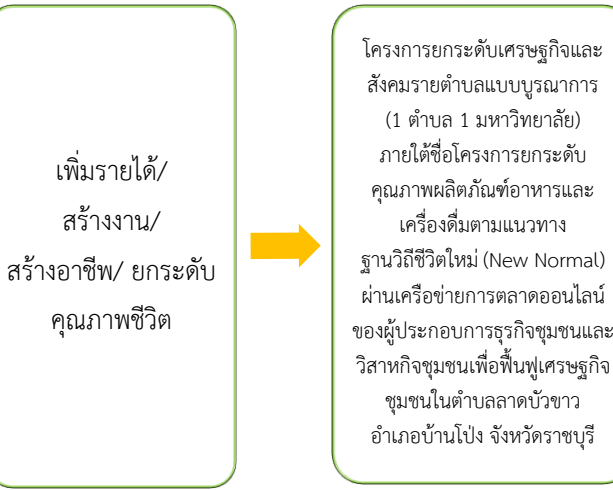 เพิ่มรายได้/
สร้างงาน/
สร้างอาชีพ/ ยกระดับ
คุณภาพชีวิต
โครงการยกระดับเศรษฐกิจและ
สังคมรายตำบลแบบบูรณาการ
(1 ตำบล 1 มหาวิทยาลัย)
ภายใต้ชื่อโครงการยกระดับ
คุณภาพผลิตภัณฑ์อาหารและ
เครื่องดื่มตามแนวทาง
ฐานวิถีชีวิตใหม่ (New Normal)
ผ่านเครือข่ายการตลาดออนไลน์
ของผู้ประกอบการธุรกิจชุมชนและ
วิสาหกิจชุมชนเพื่อฟื้นฟูเศรษฐกิจ
ชุมชนในตำบลลาดบัวขาว
อำเภอบ้านโป่ง จังหวัดราชบุรี